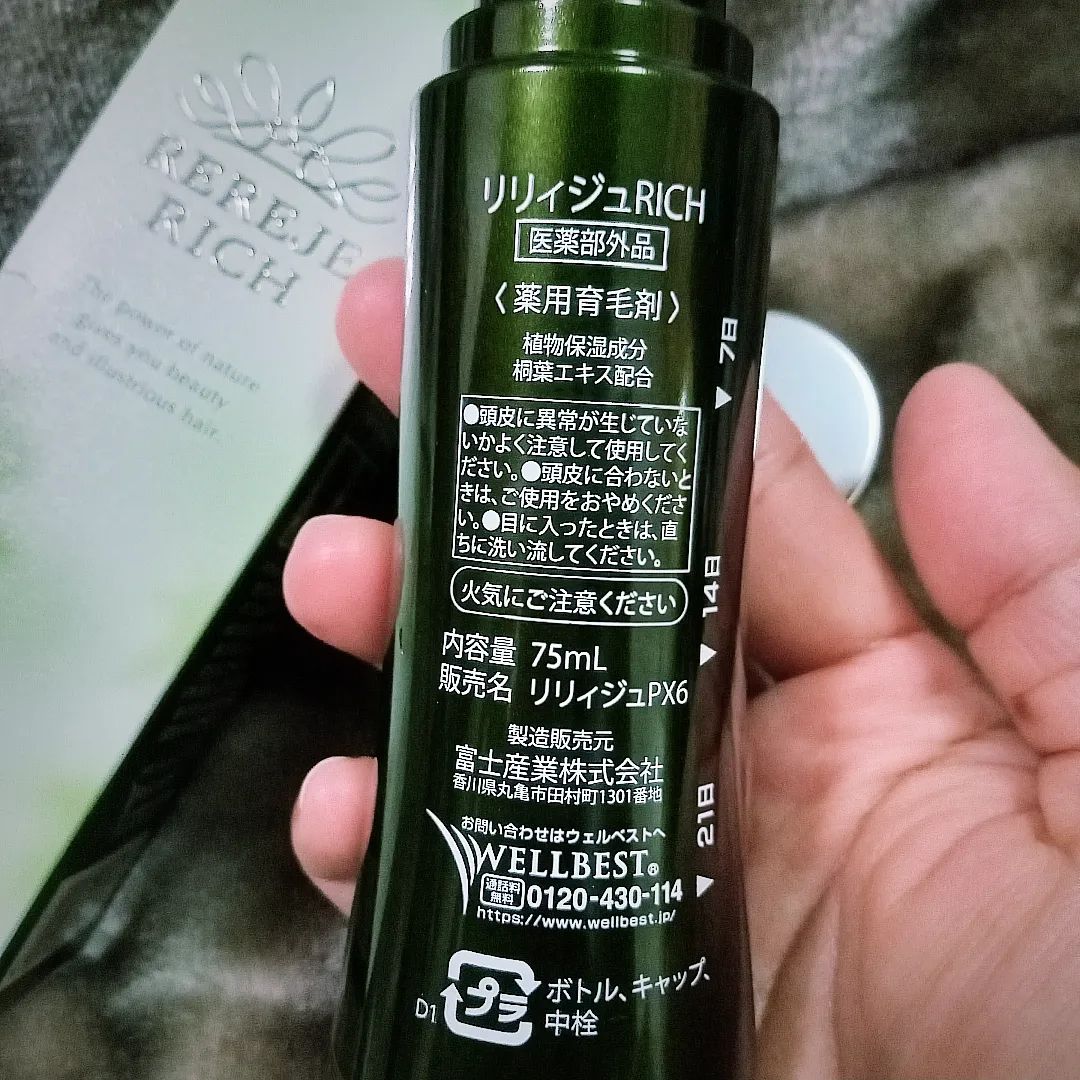 REREJE
RICH
The power of nature
gives you beauty
and illustrious hair.
リリィジュRICH
医薬部外品
〈薬用育毛剤〉
植物保湿成分
桐葉エキス配合
●頭皮に異常が生じていな
いかよく注意して使用してく
ださい。●頭皮に合わないと
きは、ご使用をおやめくださ
い。●目に入ったときは、直
ちに洗い流してください。
火気にご注意ください
内容量 75mL
販売名 リリィジュPX6
製造販売元
富士産業株式会社
香川県丸亀市田村町1301番地
お問い合わせはウェルベストへ
WELLBEST®
通話料
無料
0120-430-114
https://www.wellbest.jp/
D1
プラ
ボトル、キャップ、
中栓
7日
14日
21日